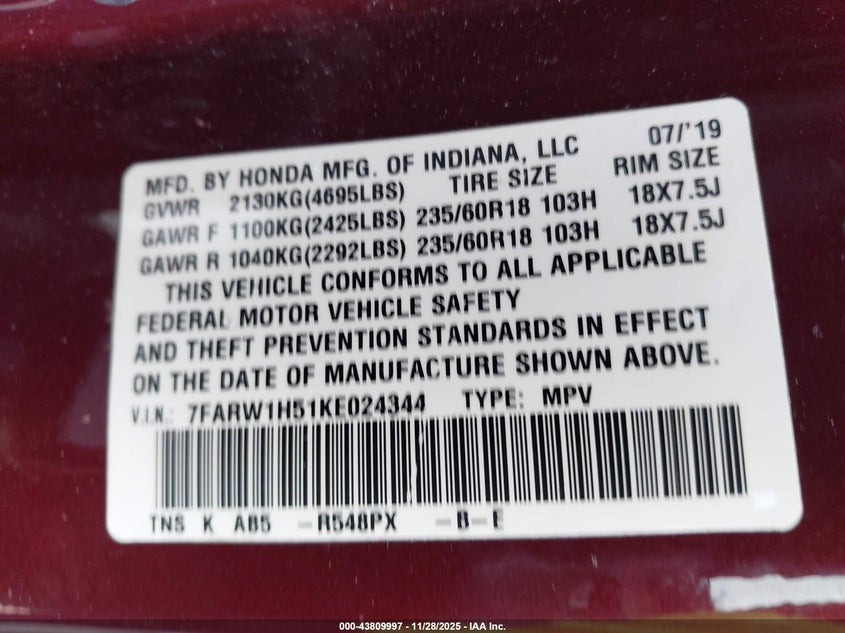 MFD. BY HONDA MFG. OF INDIANA, LLC 07/'19
GVWR 2130KG(4695LBS) TIRE SIZE RIM SIZE
GAWR F 1100KG(2425LBS) 235/60R18 103H 18X7.5J
GAWR R 1040KG(2292LBS) 235/60R18 103H 18X7.5J
THIS VEHICLE CONFORMS TO ALL APPLICABLE
FEDERAL MOTOR VEHICLE SAFETY
AND THEFT PREVENTION STANDARDS IN EFFECT
ON THE DATE OF MANUFACTURE SHOWN ABOVE.
V.I.N.: 7FARW1H51KE024344 TYPE: MPV
TNS K AB5 -R548PX -B-E
000-43809997 - 11/28/2025 - IAA Inc.